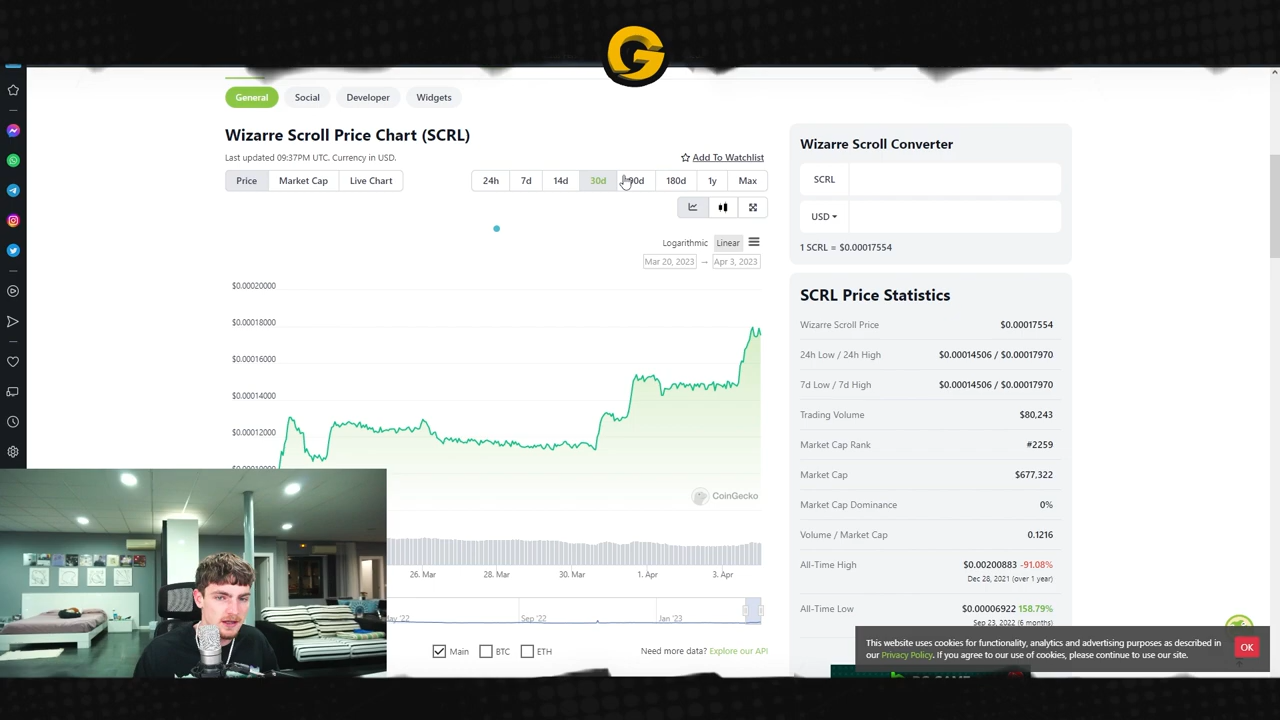 G
General
Social
Developer
Widgets
Wizarre Scroll Price Chart (SCRL)
Last updated 09:37PM UTC. Currency in USD.
Add To Watchlist
Price
Market Cap
Live Chart
24h
7d
14d
30d
90d
180d
1y
Max
Logarithmic
Linear
Mar 20, 2023 → Apr 3, 2023
$0.00020000
$0.00018000
$0.00016000
$0.00014000
$0.00012000
$0.00010000
CoinGecko
26. Mar
28. Mar
30. Mar
1. Apr
3. Apr
May '22
Sep '22
Jan '23
Main
BTC
ETH
Need more data? Explore our API
Wizarre Scroll Converter
SCRL
USD
1 SCRL = $0.00017554
SCRL Price Statistics
Wizarre Scroll Price $0.00017554
24h Low / 24h High $0.00014506 / $0.00017970
7d Low / 7d High $0.00014506 / $0.00017970
Trading Volume $80,243
Market Cap Rank #2259
Market Cap $677,322
Market Cap Dominance 0%
Volume / Market Cap 0.1216
All-Time High $0.00200883 -91.08%
Dec 28, 2021 (over 1 year)
All-Time Low $0.00006922 158.79%
Sep 23, 2022 (6 months)
This website uses cookies for functionality, analytics and advertising purposes as described in
our Privacy Policy. If you agree to our use of cookies, please continue to use our site.
OK